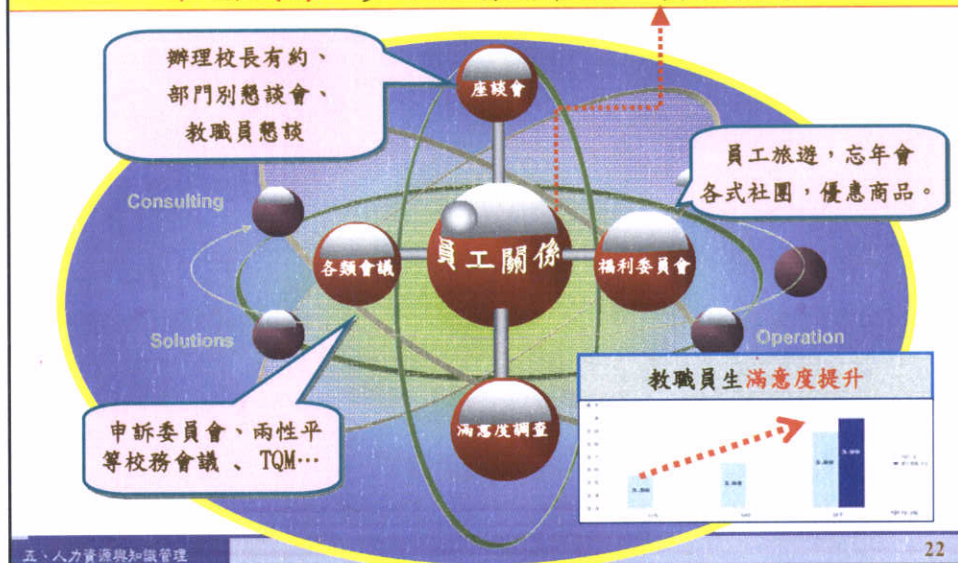 辦理校長有約、
部門別懇談會、
教職員懇談
座談會
員工旅遊，忘年會
各式社團，優惠商品。
Consulting
各類會議
員工關係
福利委員會
Solutions
Operation
教職員生滿意度提升
申訴委員會、兩性平
等校務會議 、 TQM…
滿意度調查
五、人力資源與知識管理
22